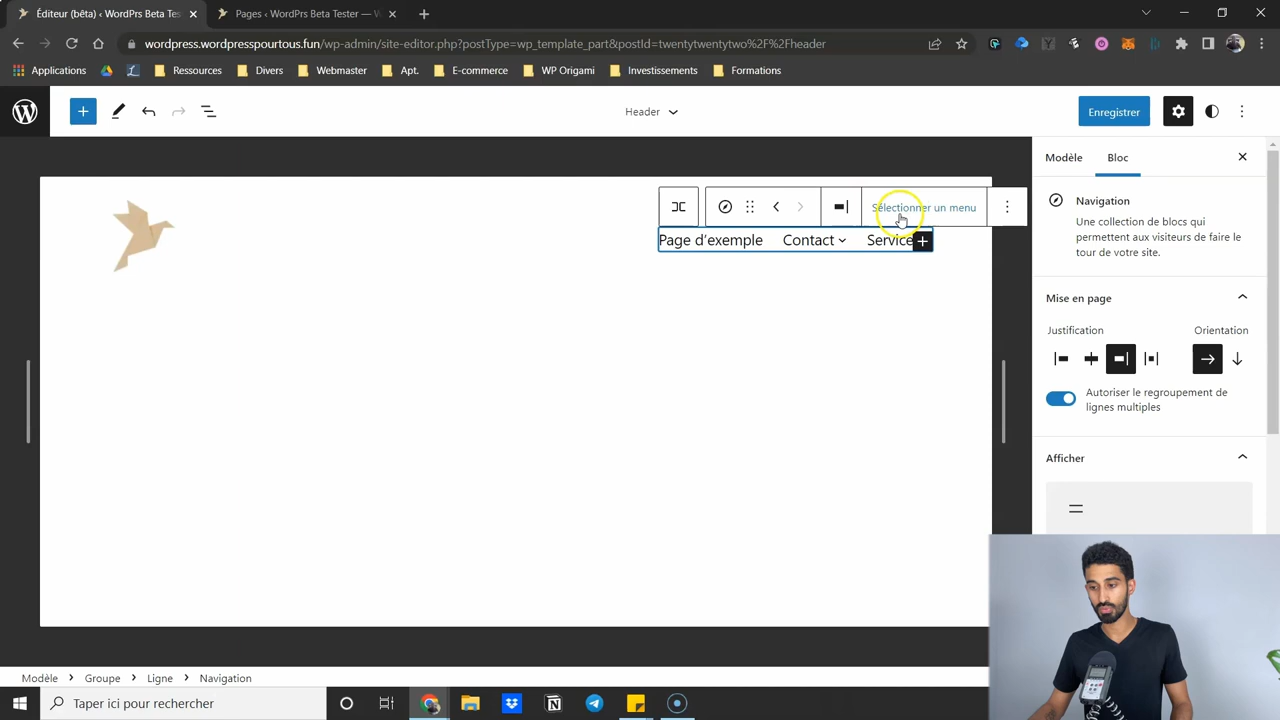 Éditeur (bêta) ‹ WordPrs Beta Tes
Pages ‹ WordPrs Beta Tester — W
wordpress.wordpresspourtous.fun/wp-admin/site-editor.php?postType=wp_template_part&postId=twentytwentytwo%2F%2Fheader
Applications
Ressources
Divers
Webmaster
Apt.
E-commerce
WP Origami
Investissements
Formations
Header
Enregistrer
Modèle
Bloc
Sélectionner un menu
Page d’exemple
Contact
Service
Navigation
Une collection de blocs qui
permettent aux visiteurs de faire le
tour de votre site.
Mise en page
Justification
Orientation
Autoriser le regroupement de
lignes multiples
Afficher
Modèle
Groupe
Ligne
Navigation
Taper ici pour rechercher